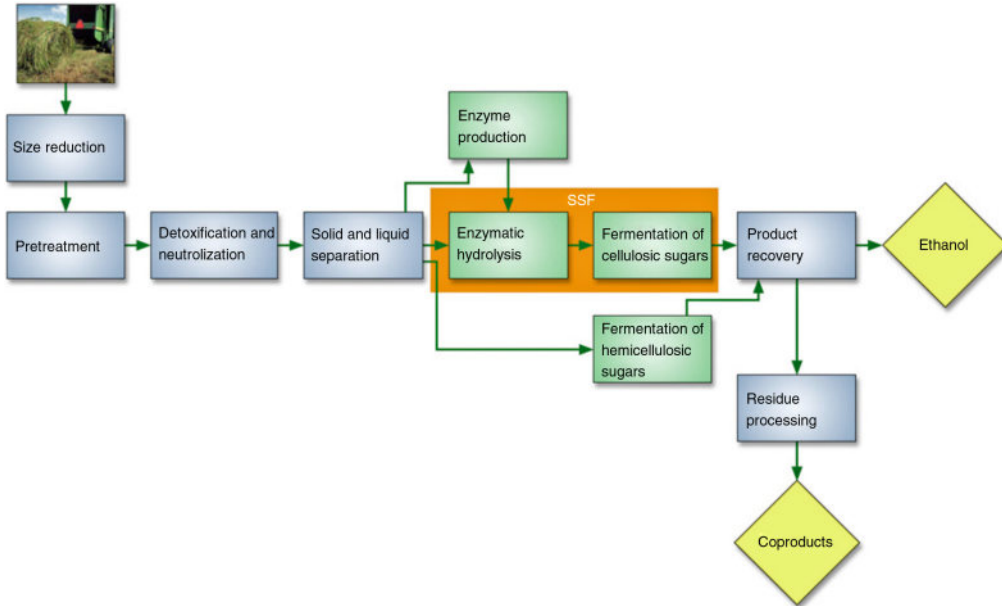 Size reduction
Pretreatment
Detoxification and
neutrolization
Solid and liquid
separation
Enzyme
production
SSF
Enzymatic
hydrolysis
Fermentation of
cellulosic sugars
Fermentation of
hemicellulosic
sugars
Product
recovery
Ethanol
Residue
processing
Coproducts